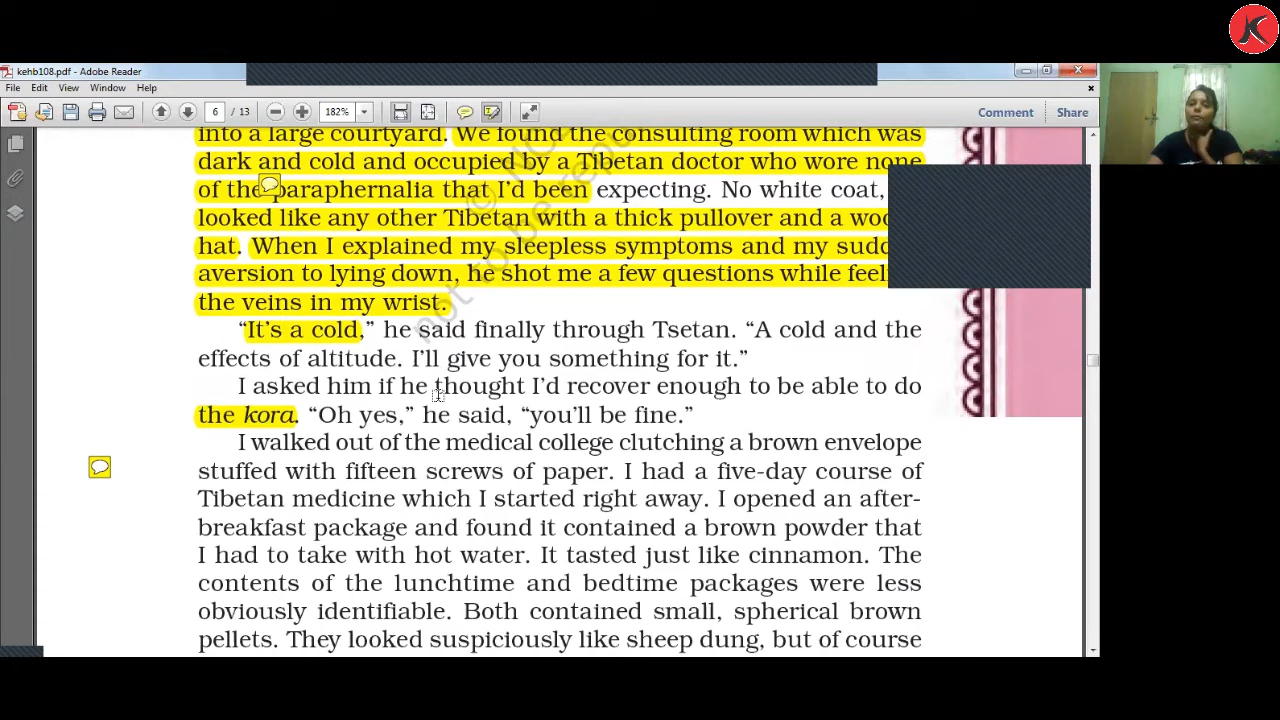 K
kehb108.pdf - Adobe Reader
File Edit View Window Help
6 / 13 182% Comment Share
into a large courtyard. We found the consulting room which was
dark and cold and occupied by a Tibetan doctor who wore none
of the paraphernalia that I’d been expecting. No white coat,
looked like any other Tibetan with a thick pullover and a
hat. When I explained my sleepless symptoms and my
aversion to lying down, he shot me a few questions while
the veins in my wrist.
“It’s a cold,” he said finally through Tsetan. “A cold and the
effects of altitude. I’ll give you something for it.”
I asked him if he thought I’d recover enough to be able to do
the kora. “Oh yes,” he said, “you’ll be fine.”
I walked out of the medical college clutching a brown envelope
stuffed with fifteen screws of paper. I had a five-day course of
Tibetan medicine which I started right away. I opened an after-
breakfast package and found it contained a brown powder that
I had to take with hot water. It tasted just like cinnamon. The
contents of the lunchtime and bedtime packages were less
obviously identifiable. Both contained small, spherical brown
pellets. They looked suspiciously like sheep dung, but of course
not to be